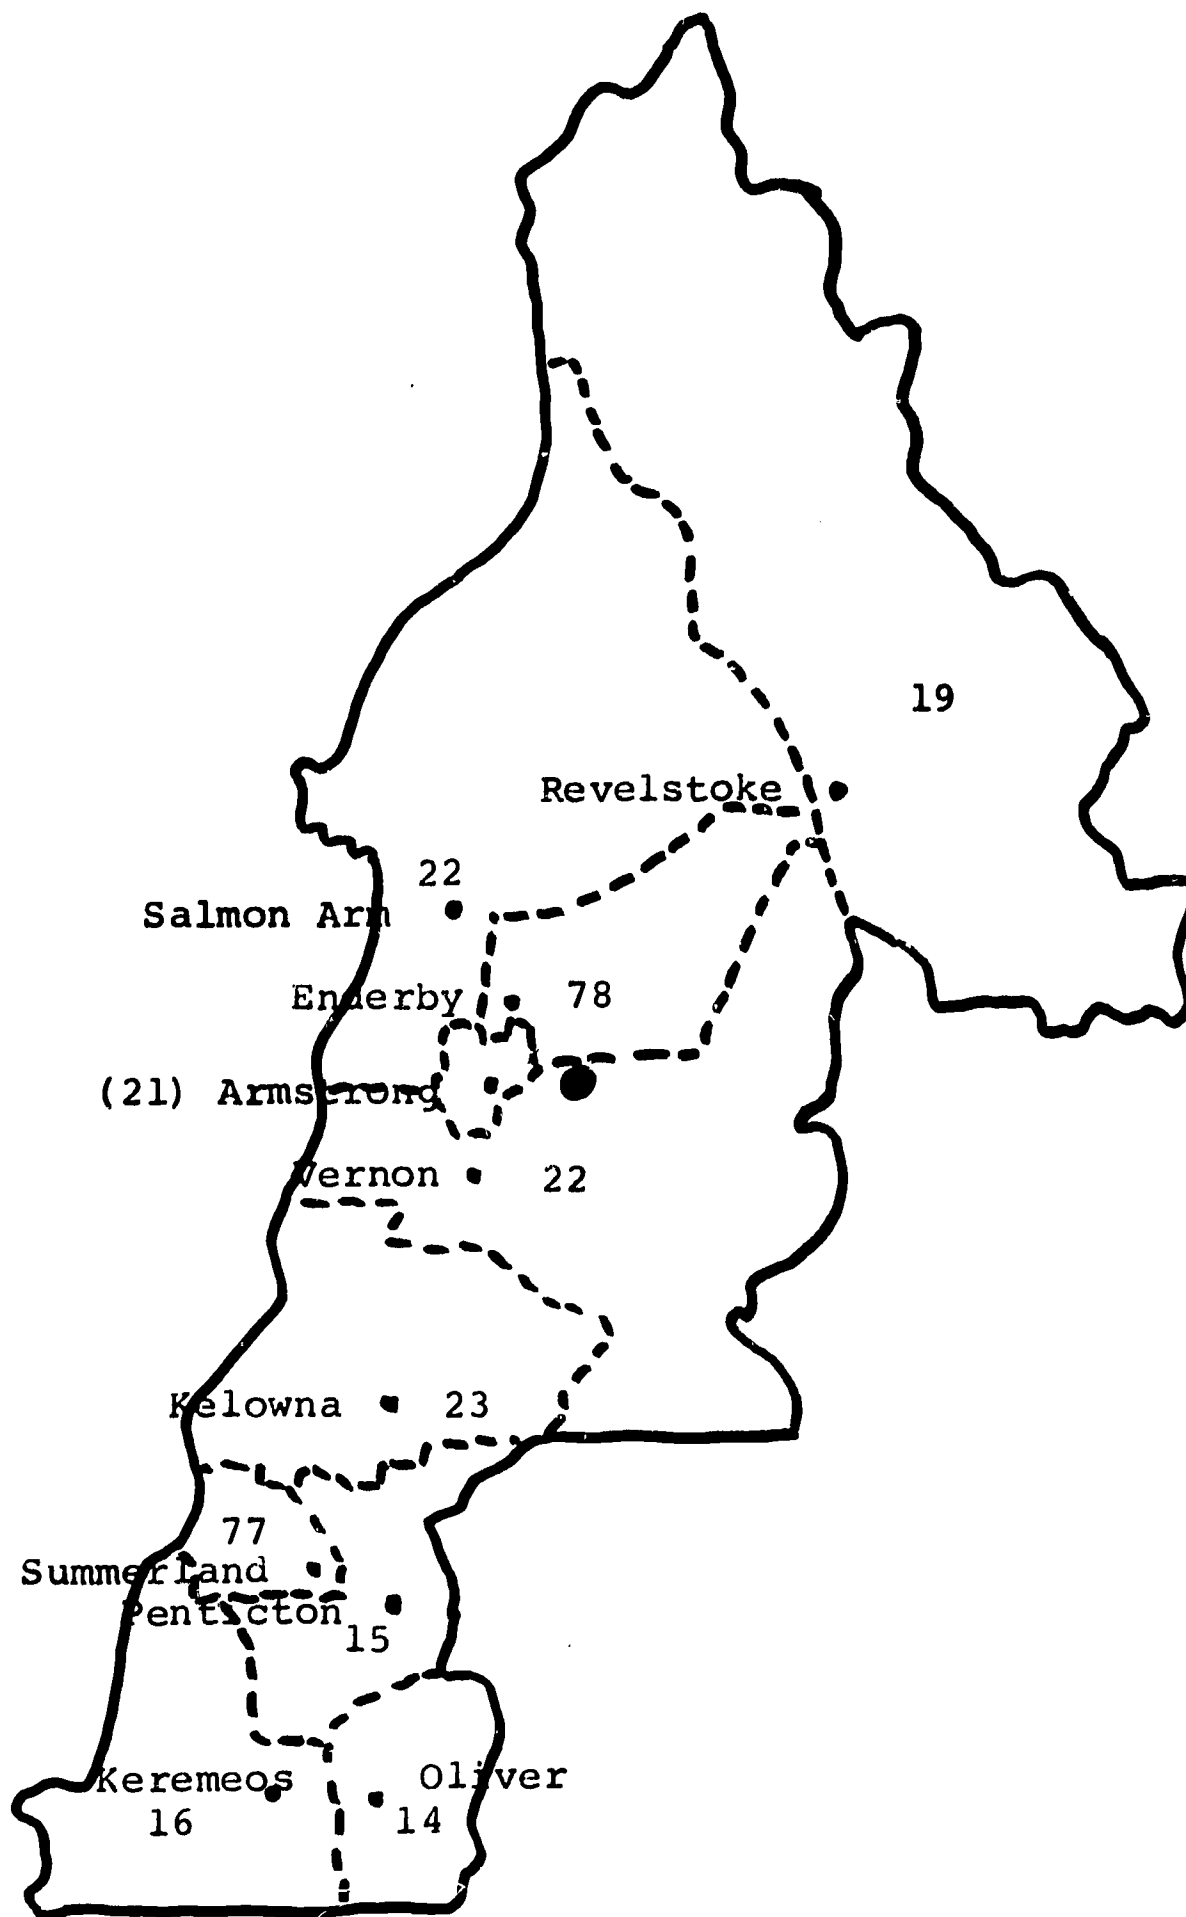 19
Revelstoke
22
Salmon Arm
Enderby 78
(21) Armstrong
Vernon 22
Kelowna 23
77
Summerland
Penticton
15
Keremeos Oliver
16 14